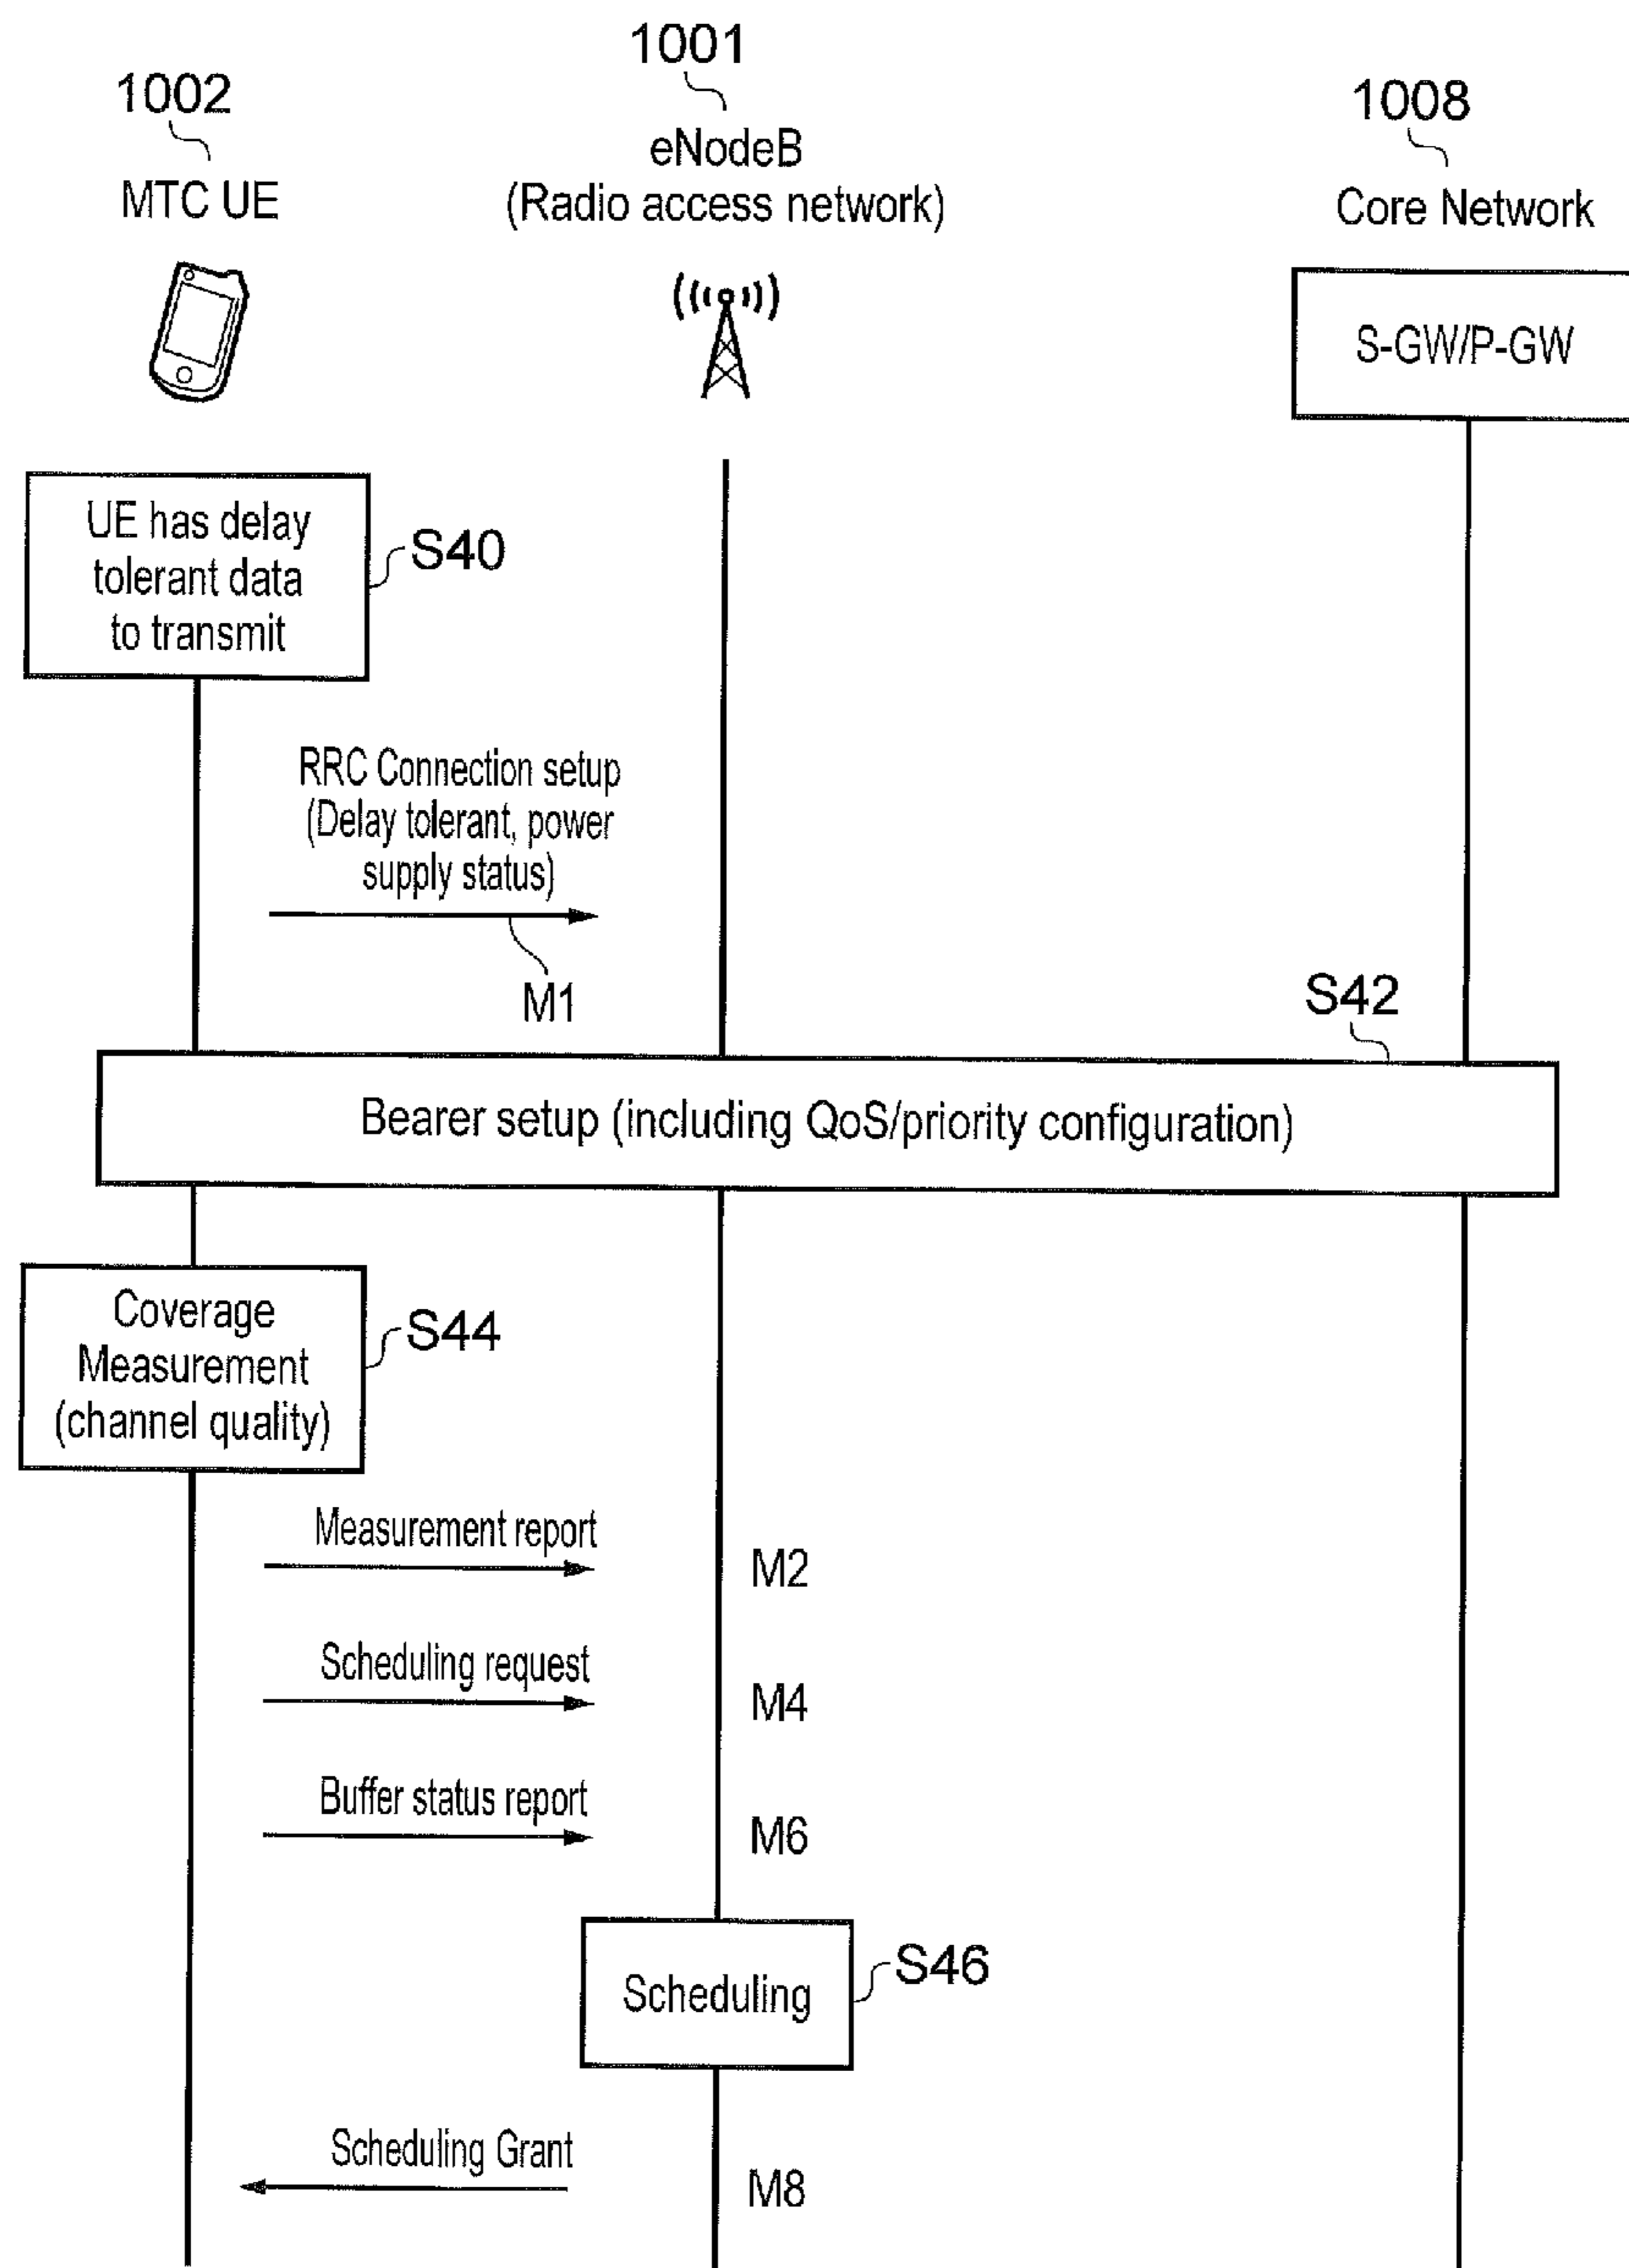 1001
1002
1008
eNodeB
(Radio access network)
MTC UE
Core Network
S-GW/P-GW
UE has delay
tolerant data
to transmit
S40
RRC Connection setup
(Delay tolerant, power
supply status)
M1
S42
Bearer setup (including QoS/priority configuration)
Coverage
Measurement
(channel quality)
S44
Measurement report
M2
Scheduling request
M4
Buffer status report
M6
Scheduling
S46
Scheduling Grant
M8